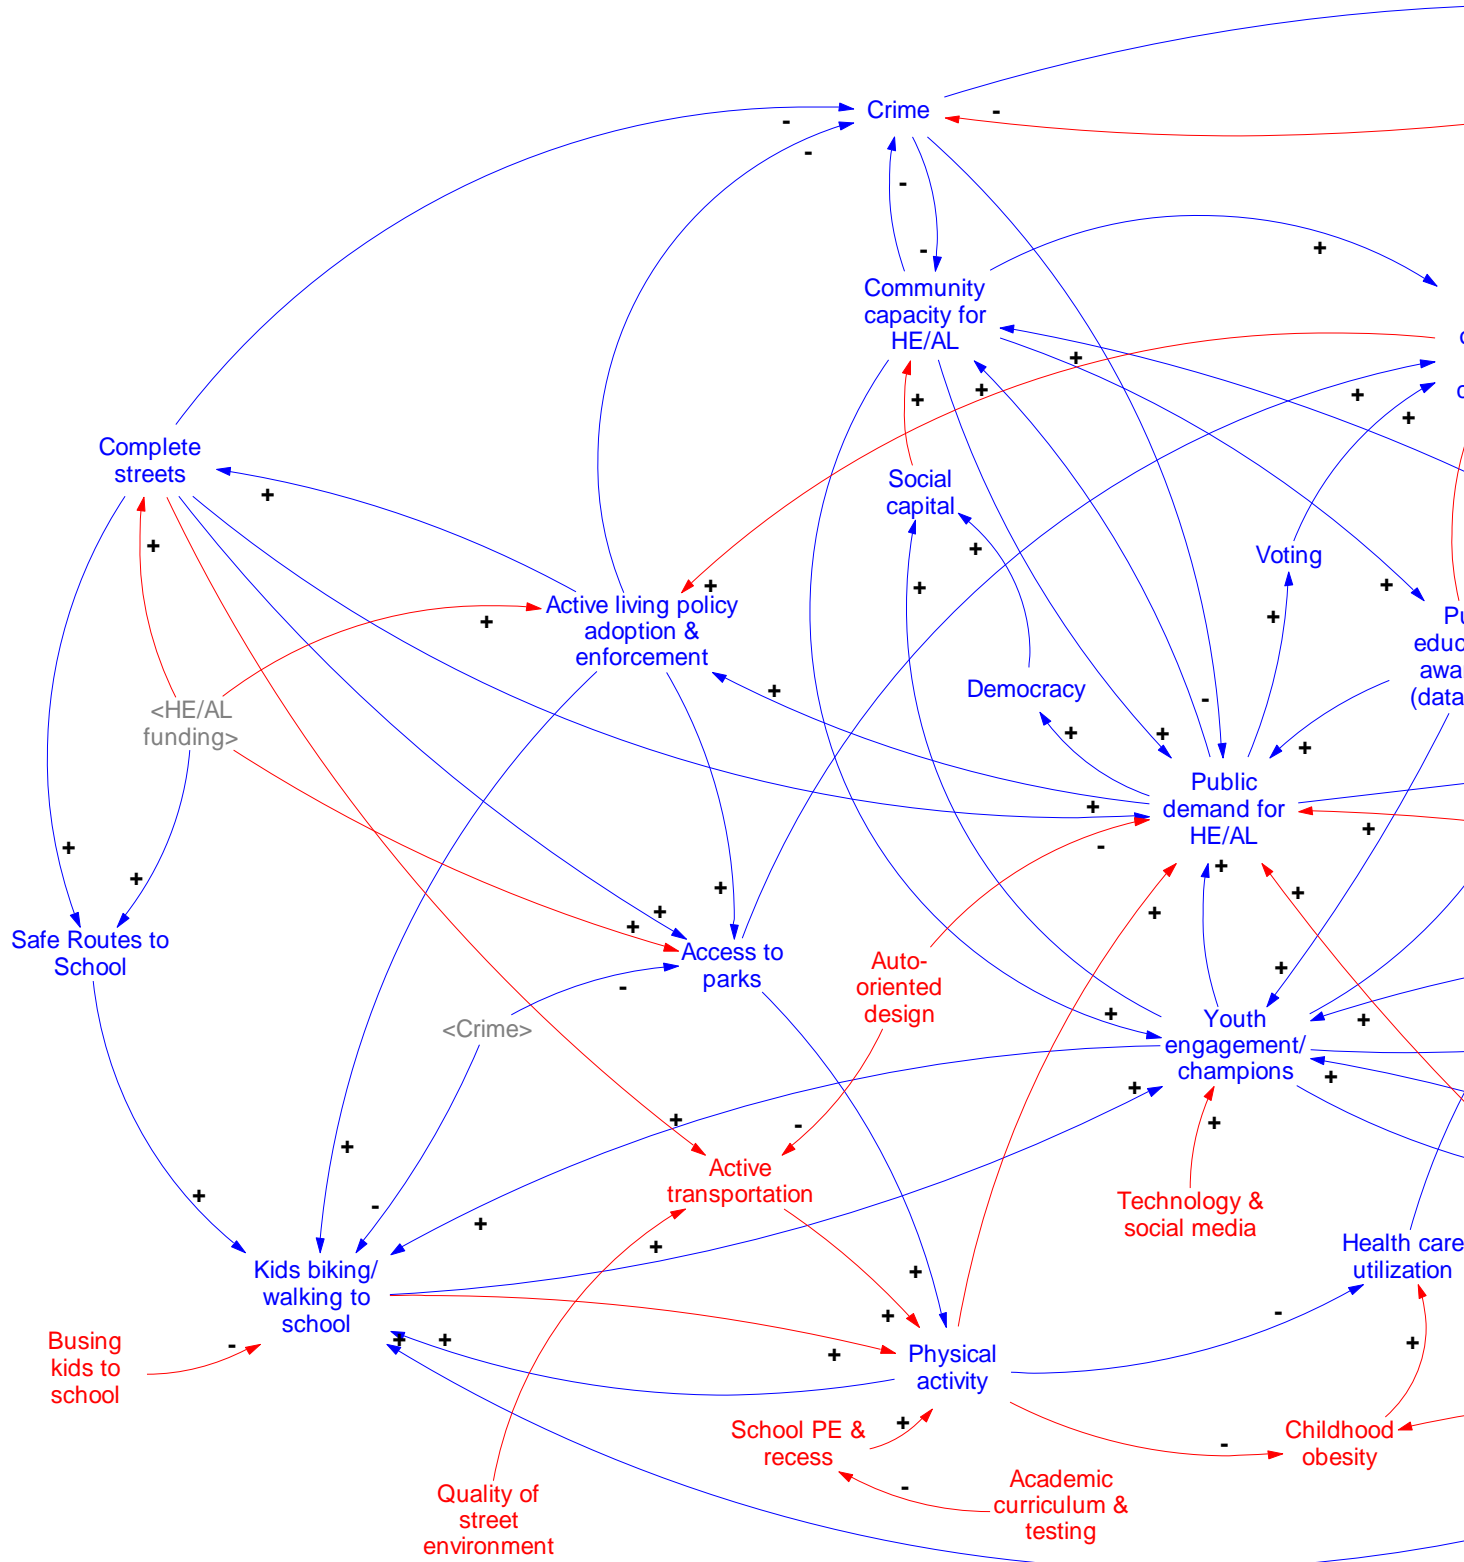 Crime
Community
capacity for
HE/AL
Complete
streets
Social
capital
Voting
Active living policy
adoption &
enforcement
Democracy
<HE/AL
funding>
Public
demand for
HE/AL
Safe Routes to
School
Access to
parks
Auto-
oriented
design
<Crime>
Youth
engagement/
champions
Active
transportation
Technology &
social media
Health care
utilization
Kids biking/
walking to
school
Busing
kids to
school
Physical
activity
School PE &
recess
Childhood
obesity
Academic
curriculum &
testing
Quality of
street
environment